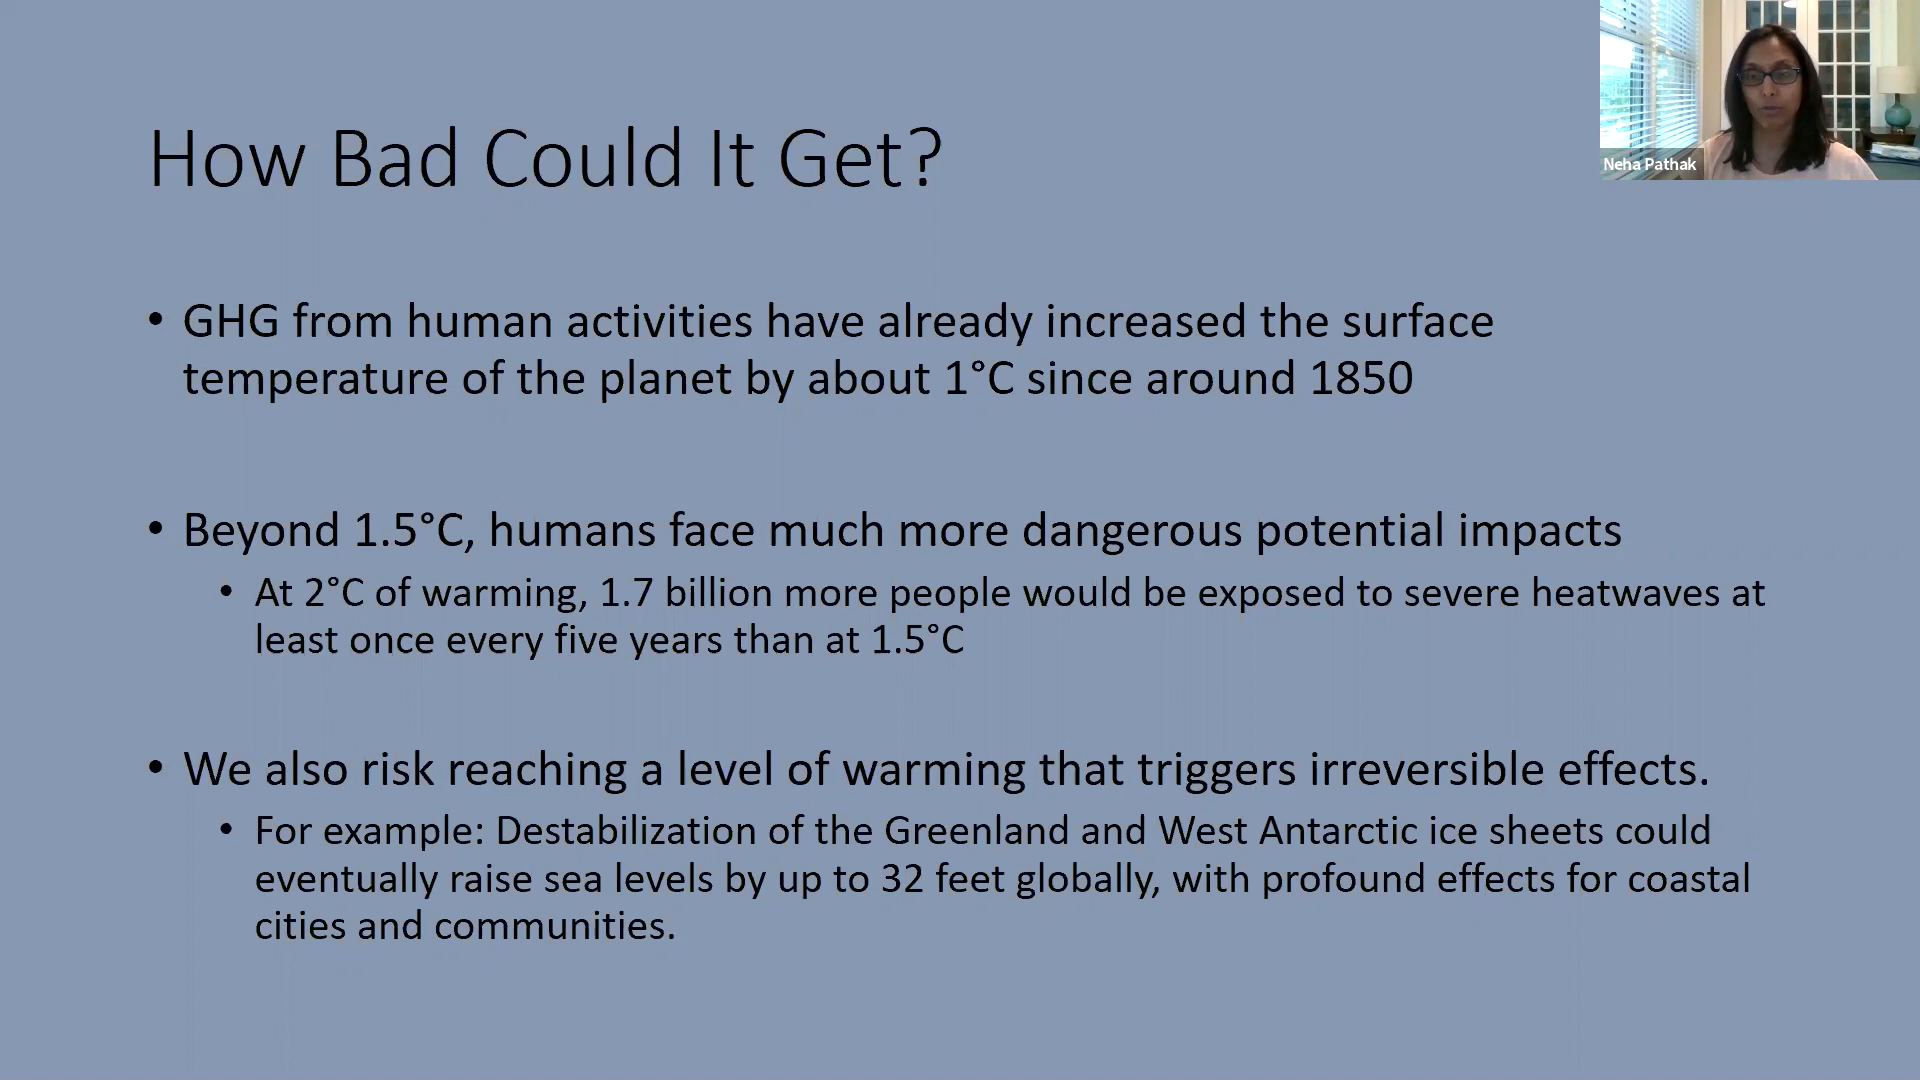 How Bad Could It Get?
Neha Pathak
• GHG from human activities have already increased the surface
temperature of the planet by about 1°C since around 1850
• Beyond 1.5°C, humans face much more dangerous potential impacts
• At 2°C of warming, 1.7 billion more people would be exposed to severe heatwaves at
least once every five years than at 1.5°C
• We also risk reaching a level of warming that triggers irreversible effects.
• For example: Destabilization of the Greenland and West Antarctic ice sheets could
eventually raise sea levels by up to 32 feet globally, with profound effects for coastal
cities and communities.